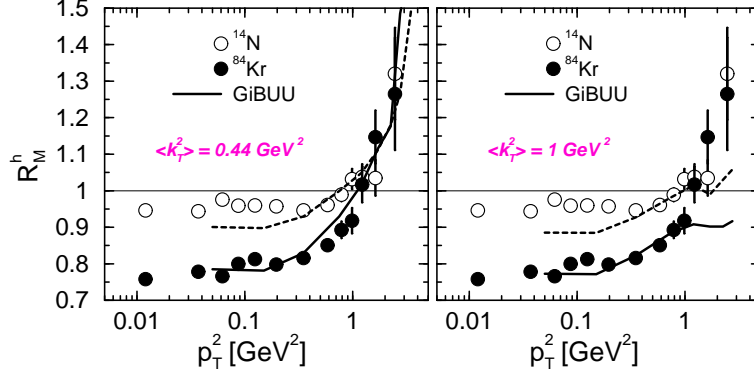 1.5
1.4
1.3
1.2
1.1
1
0.9
0.8
0.7
R_M^h
¹⁴N
⁸⁴Kr
GiBUU
<k_T^2> = 0.44 GeV^2
0.01
0.1
1
p_T^2 [GeV^2]
¹⁴N
⁸⁴Kr
GiBUU
<k_T^2> = 1 GeV^2
0.01
0.1
1
p_T^2 [GeV^2]